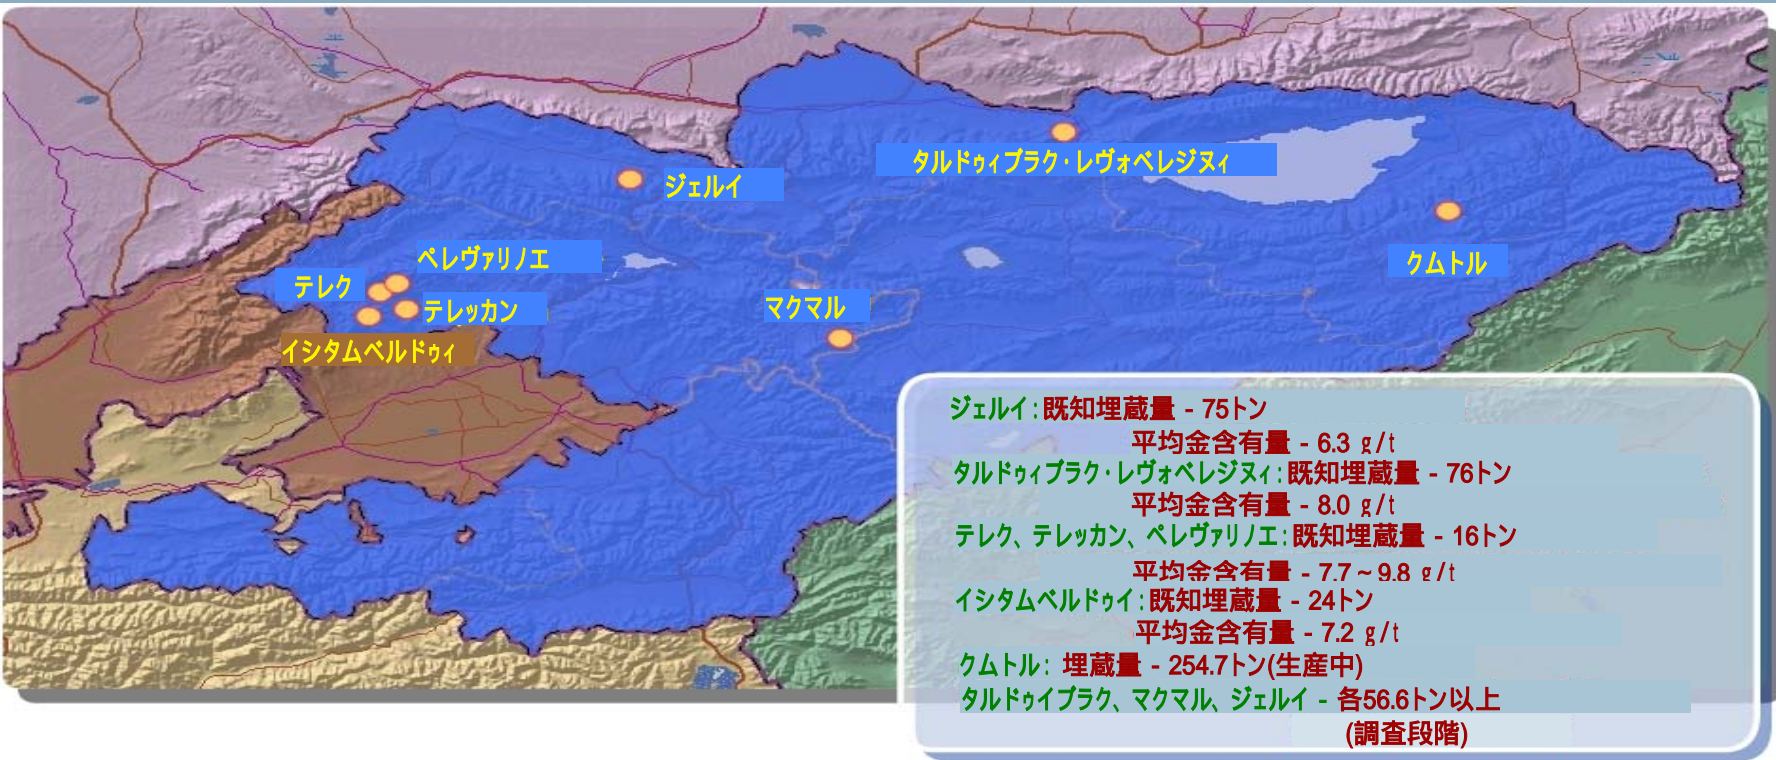 タルドゥィブラク・レヴォベレジヌィ
ジェルイ
ペレヴァリノエ
クムトル
テレク
テレッカン
マクマル
イシタムベルドゥィ
ジェルイ：既知埋蔵量 - 75トン
平均金含有量 - 6.3 g/t
タルドゥィブラク・レヴォベレジヌィ：既知埋蔵量 - 76トン
平均金含有量 - 8.0 g/t
テレク、テレッカン、ペレヴァリノエ：既知埋蔵量 - 16トン
平均金含有量 - 7.7 ~ 9.8 g/t
イシタムベルドゥイ：既知埋蔵量 - 24トン
平均金含有量 - 7.2 g/t
クムトル： 埋蔵量 - 254.7トン(生産中)
タルドゥイブラク、マクマル、ジェルイ - 各56.6トン以上
(調査段階)